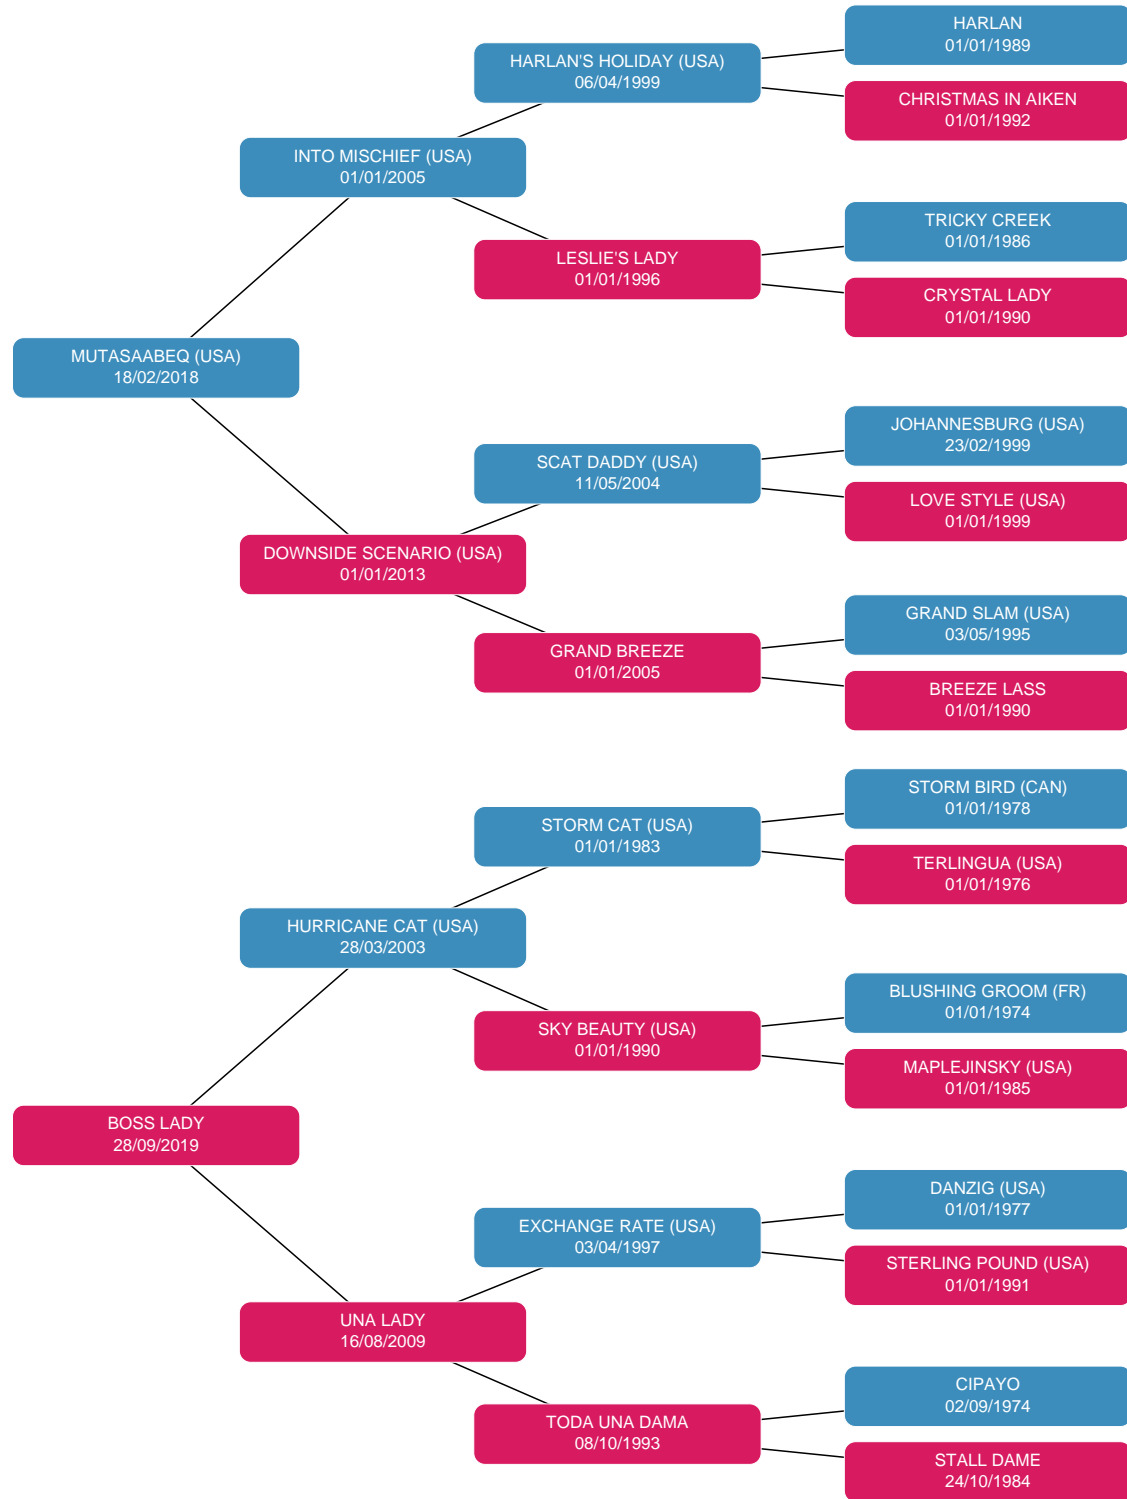 HARLAN
01/01/1989
HARLAN'S HOLIDAY (USA)
06/04/1999
CHRISTMAS IN AIKEN
01/01/1992
INTO MISCHIEF (USA)
01/01/2005
TRICKY CREEK
01/01/1986
LESLIE'S LADY
01/01/1996
CRYSTAL LADY
01/01/1990
MUTASAABEQ (USA)
18/02/2018
JOHANNESBURG (USA)
23/02/1999
SCAT DADDY (USA)
11/05/2004
LOVE STYLE (USA)
01/01/1999
DOWNSIDE SCENARIO (USA)
01/01/2013
GRAND SLAM (USA)
03/05/1995
GRAND BREEZE
01/01/2005
BREEZE LASS
01/01/1990
STORM BIRD (CAN)
01/01/1978
STORM CAT (USA)
01/01/1983
TERLINGUA (USA)
01/01/1976
HURRICANE CAT (USA)
28/03/2003
BLUSHING GROOM (FR)
01/01/1974
SKY BEAUTY (USA)
01/01/1990
MAPLEJINSKY (USA)
01/01/1985
BOSS LADY
28/09/2019
DANZIG (USA)
01/01/1977
EXCHANGE RATE (USA)
03/04/1997
STERLING POUND (USA)
01/01/1991
UNA LADY
16/08/2009
CIPAYO
02/09/1974
TODA UNA DAMA
08/10/1993
STALL DAME
24/10/1984